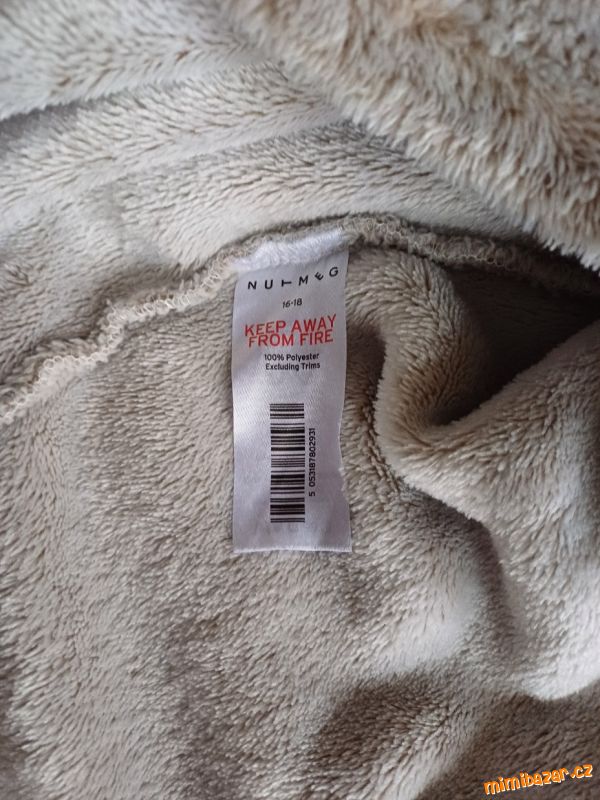 NUTMEG
16-18
KEEP AWAY
FROM FIRE
100% Polyester
Excluding Trims
5 053187802931
mimibazar.cz